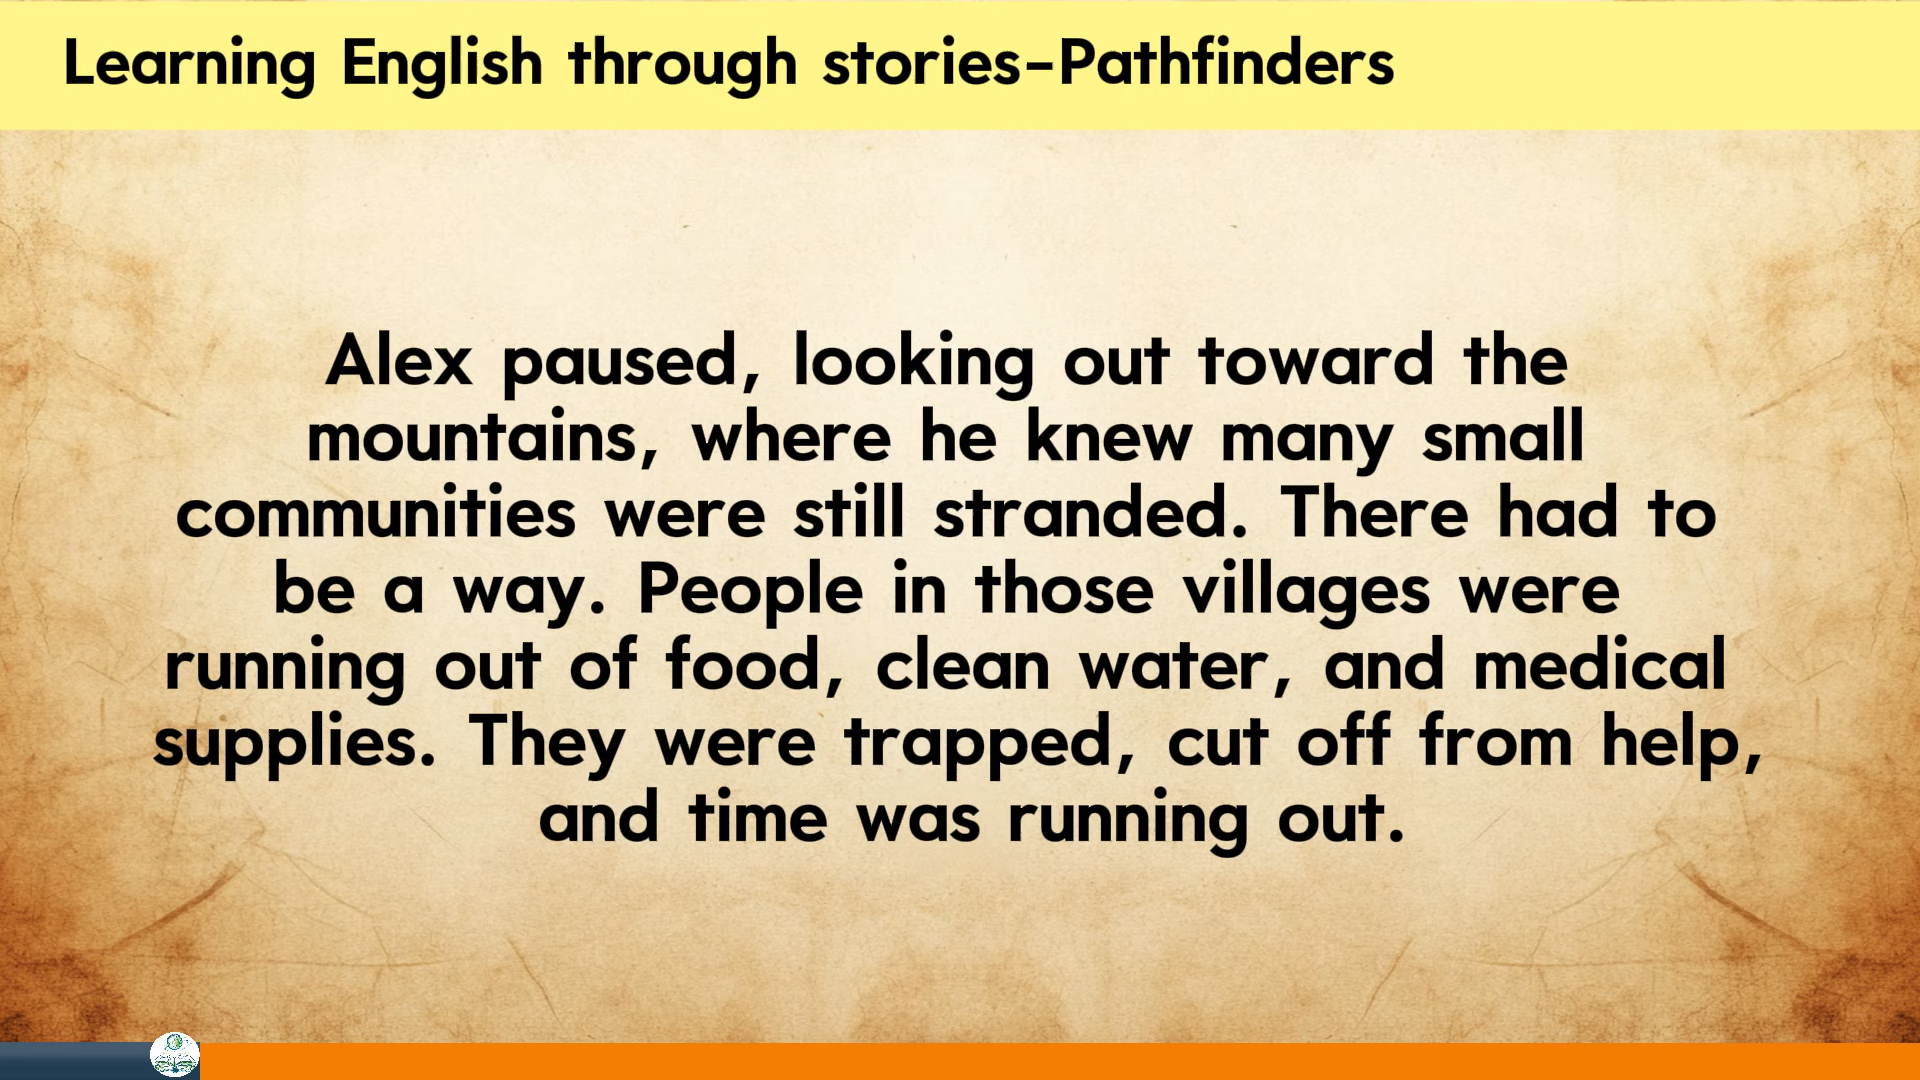 Learning English through stories-Pathfinders
Alex paused, looking out toward the
mountains, where he knew many small
communities were still stranded. There had to
be a way. People in those villages were
running out of food, clean water, and medical
supplies. They were trapped, cut off from help,
and time was running out.